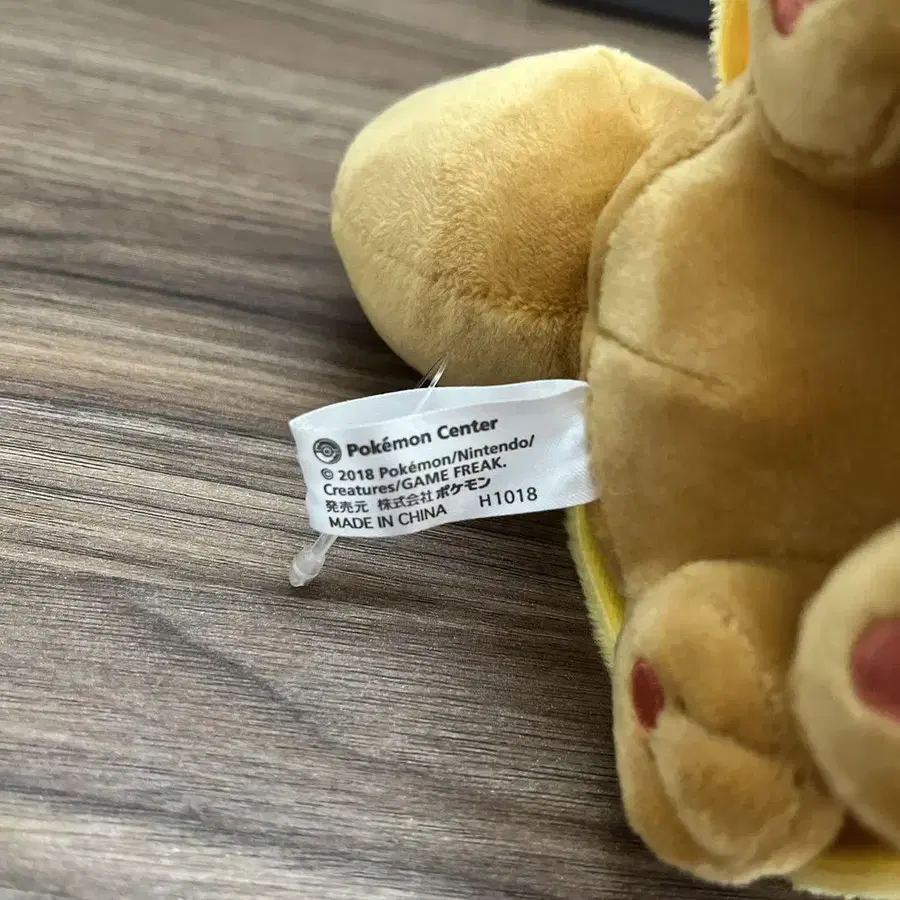 Pokémon Center
© 2018 Pokémon/Nintendo/
Creatures/GAME FREAK.
発売元 株式会社ポケモン
MADE IN CHINA H1018